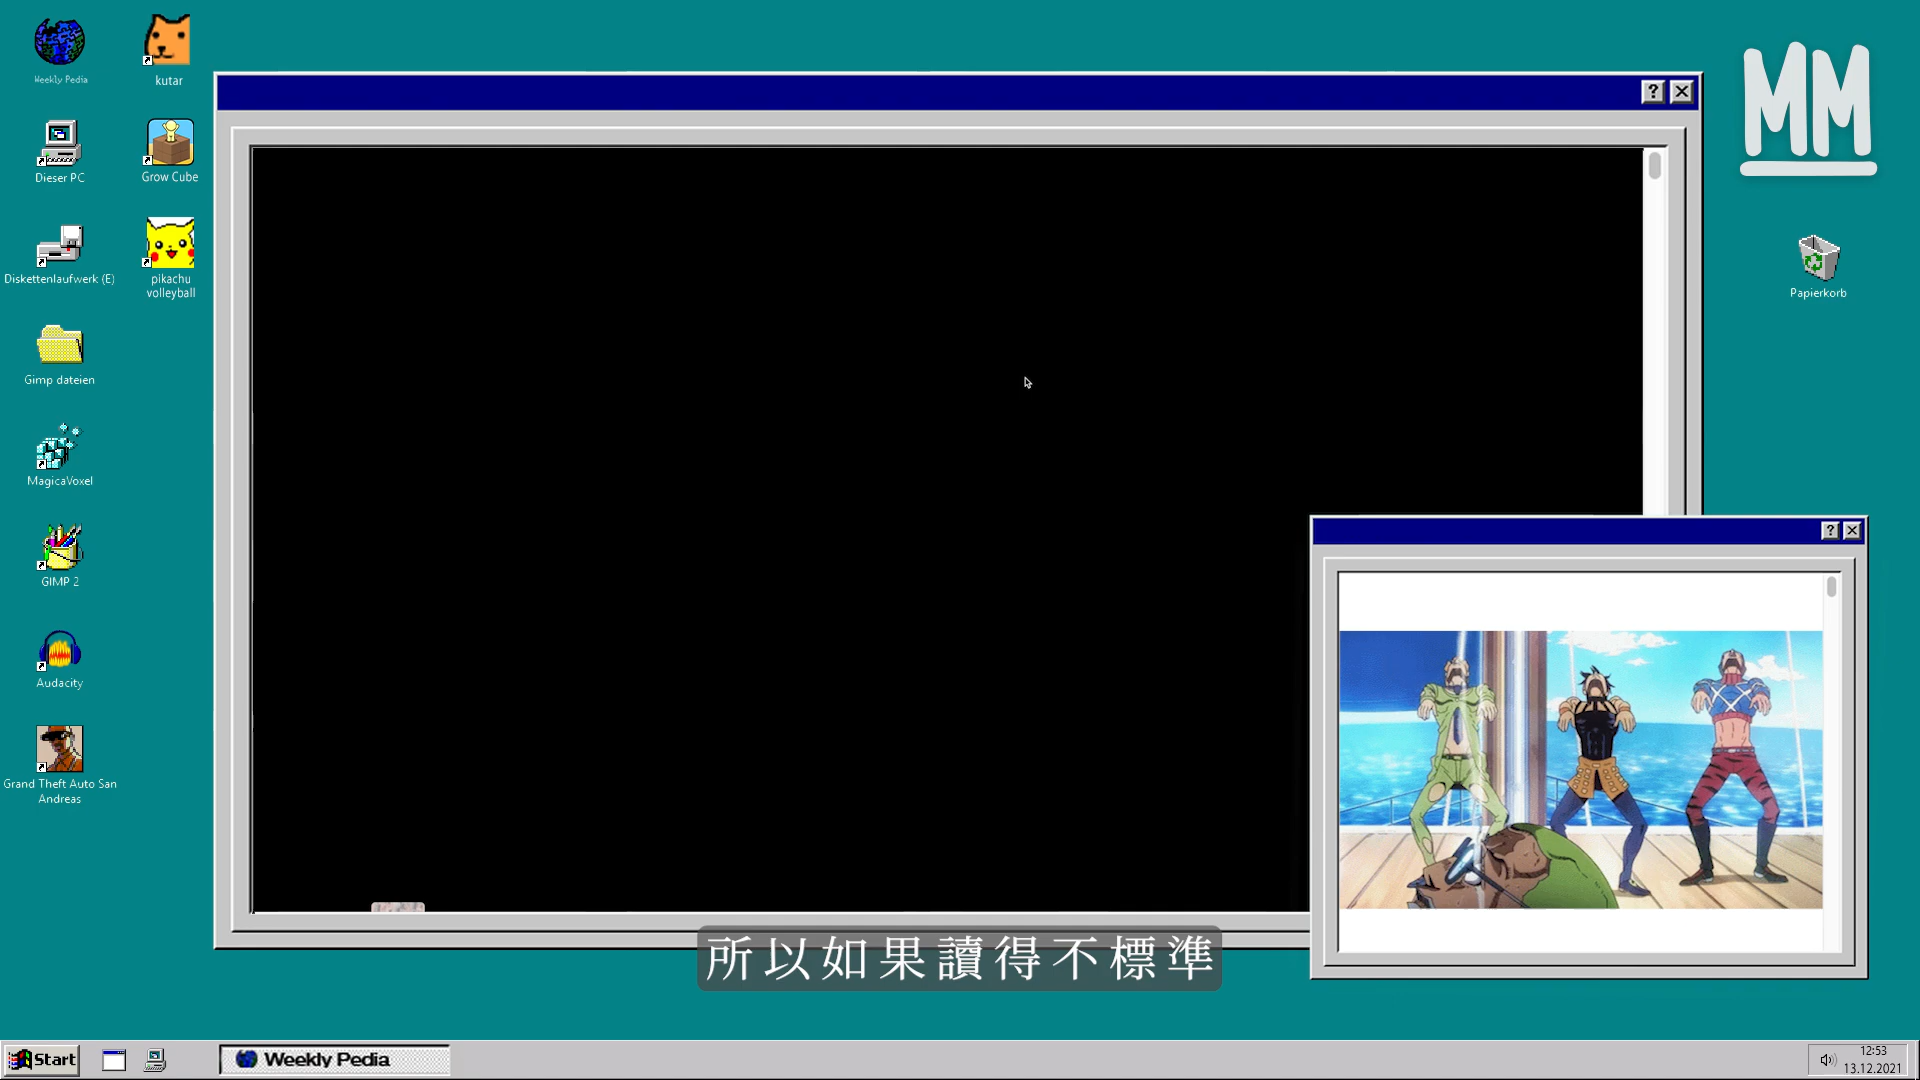 Weekly Pedia
kutar
Dieser PC
Grow Cube
Diskettenlaufwerk (E)
pikachu
volleyball
Gimp dateien
MagicaVoxel
GIMP 2
Audacity
Grand Theft Auto San
Andreas
MM
Papierkorb
所以如果讀得不標準
Start
Weekly Pedia
12:53
13.12.2021